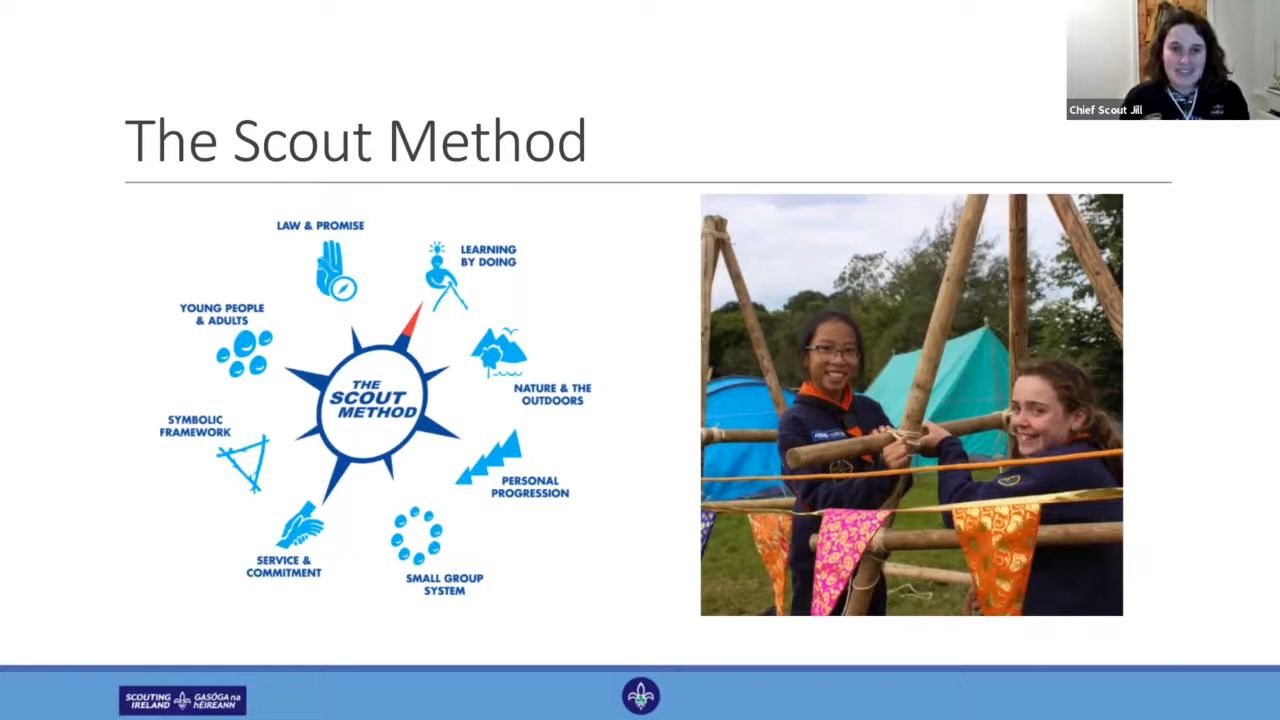 Chief Scout Jill
The Scout Method
LAW & PROMISE
LEARNING
BY DOING
YOUNG PEOPLE
& ADULTS
NATURE & THE
OUTDOORS
THE
SCOUT
METHOD
SYMBOLIC
FRAMEWORK
PERSONAL
PROGRESSION
SERVICE &
COMMITMENT
SMALL GROUP
SYSTEM
SCOUTING
IRELAND
GASÓGA na
hÉIREANN